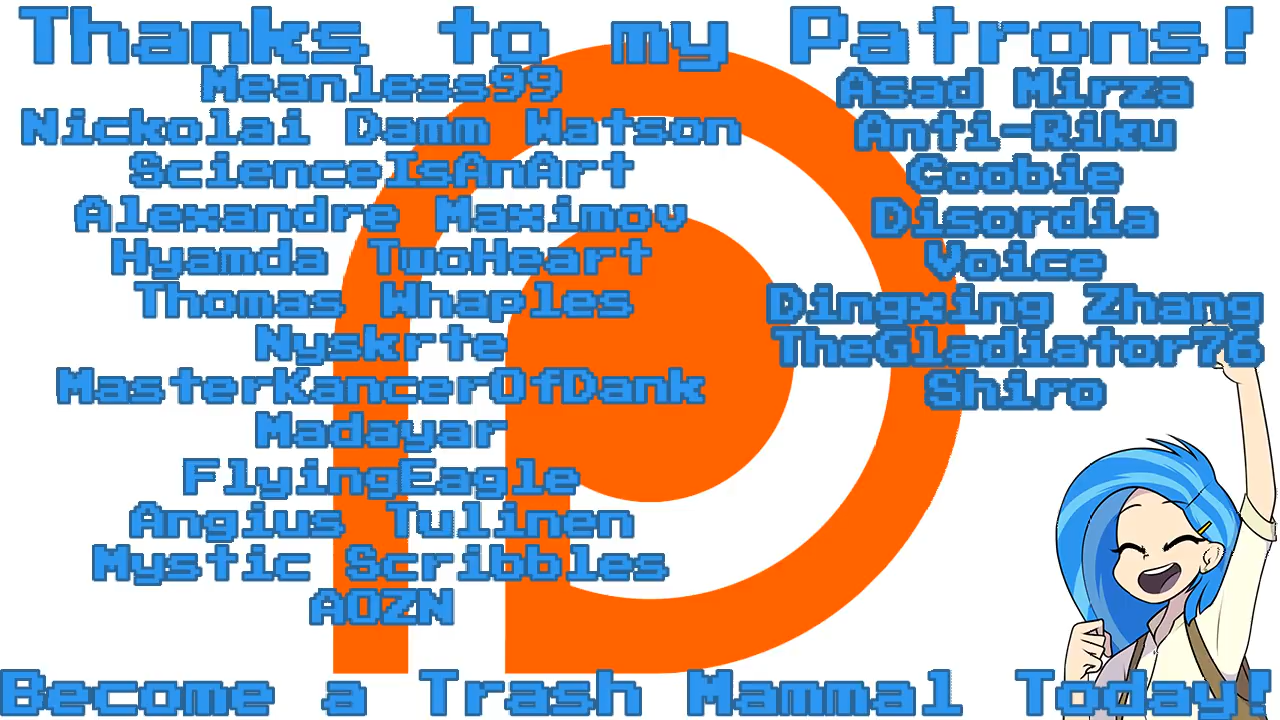 Thanks to my Patrons!
Meanless99
Nickolai Damm Watson
ScienceIsAnArt
Alexandre Maximov
Hyamda TwoHeart
Thomas Whaples
Nyskrte
MasterKancerOfDank
Madayar
FlyingEagle
Angius Tulinen
Mystic Scribbles
AOZN
Asad Mirza
Anti-Riku
Coobie
Disordia
Voice
Dingxing Zhang
TheGladiator76
Shiro
Become a Trash Mammal Today!